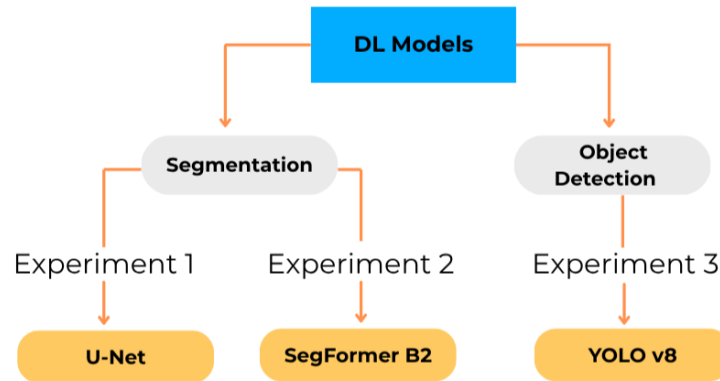 DL Models
Segmentation
Object
Detection
Experiment 1
Experiment 2
Experiment 3
U-Net
SegFormer B2
YOLO v8